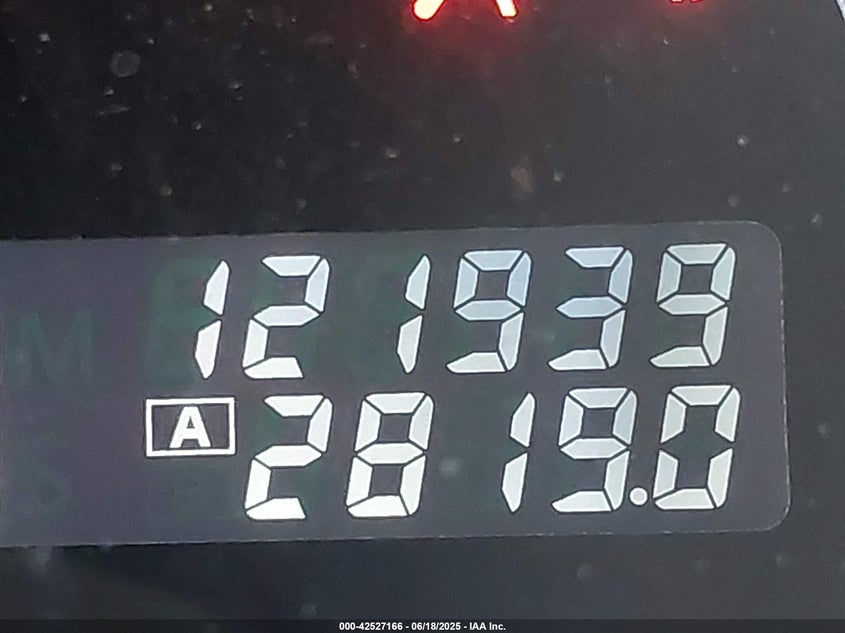 121939
A 2819.0
000-42527166 - 06/18/2025 - IAA Inc.